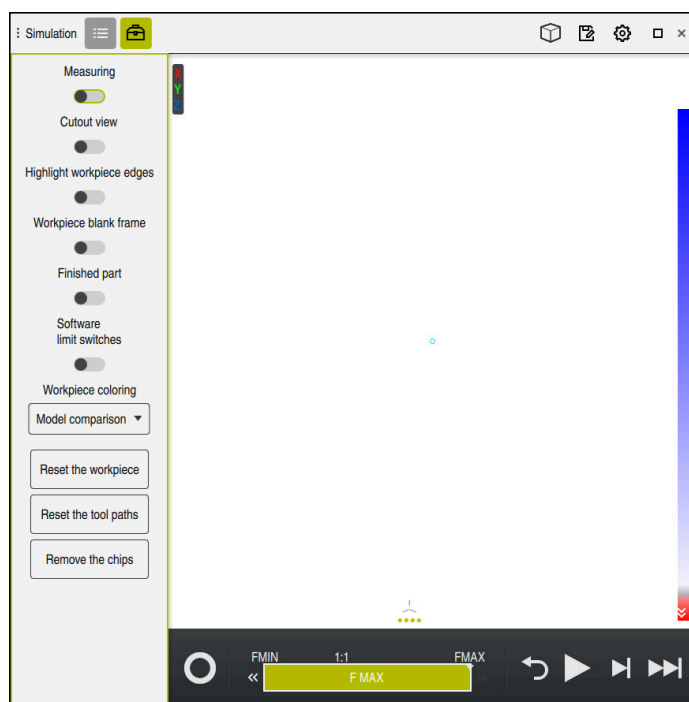 Simulation
Measuring
X
Y
Z
Cutout view
Highlight workpiece edges
Workpiece blank frame
Finished part
Software
limit switches
Workpiece coloring
Model comparison
Reset the workpiece
Reset the tool paths
Remove the chips
FMIN 1:1 FMAX
F MAX